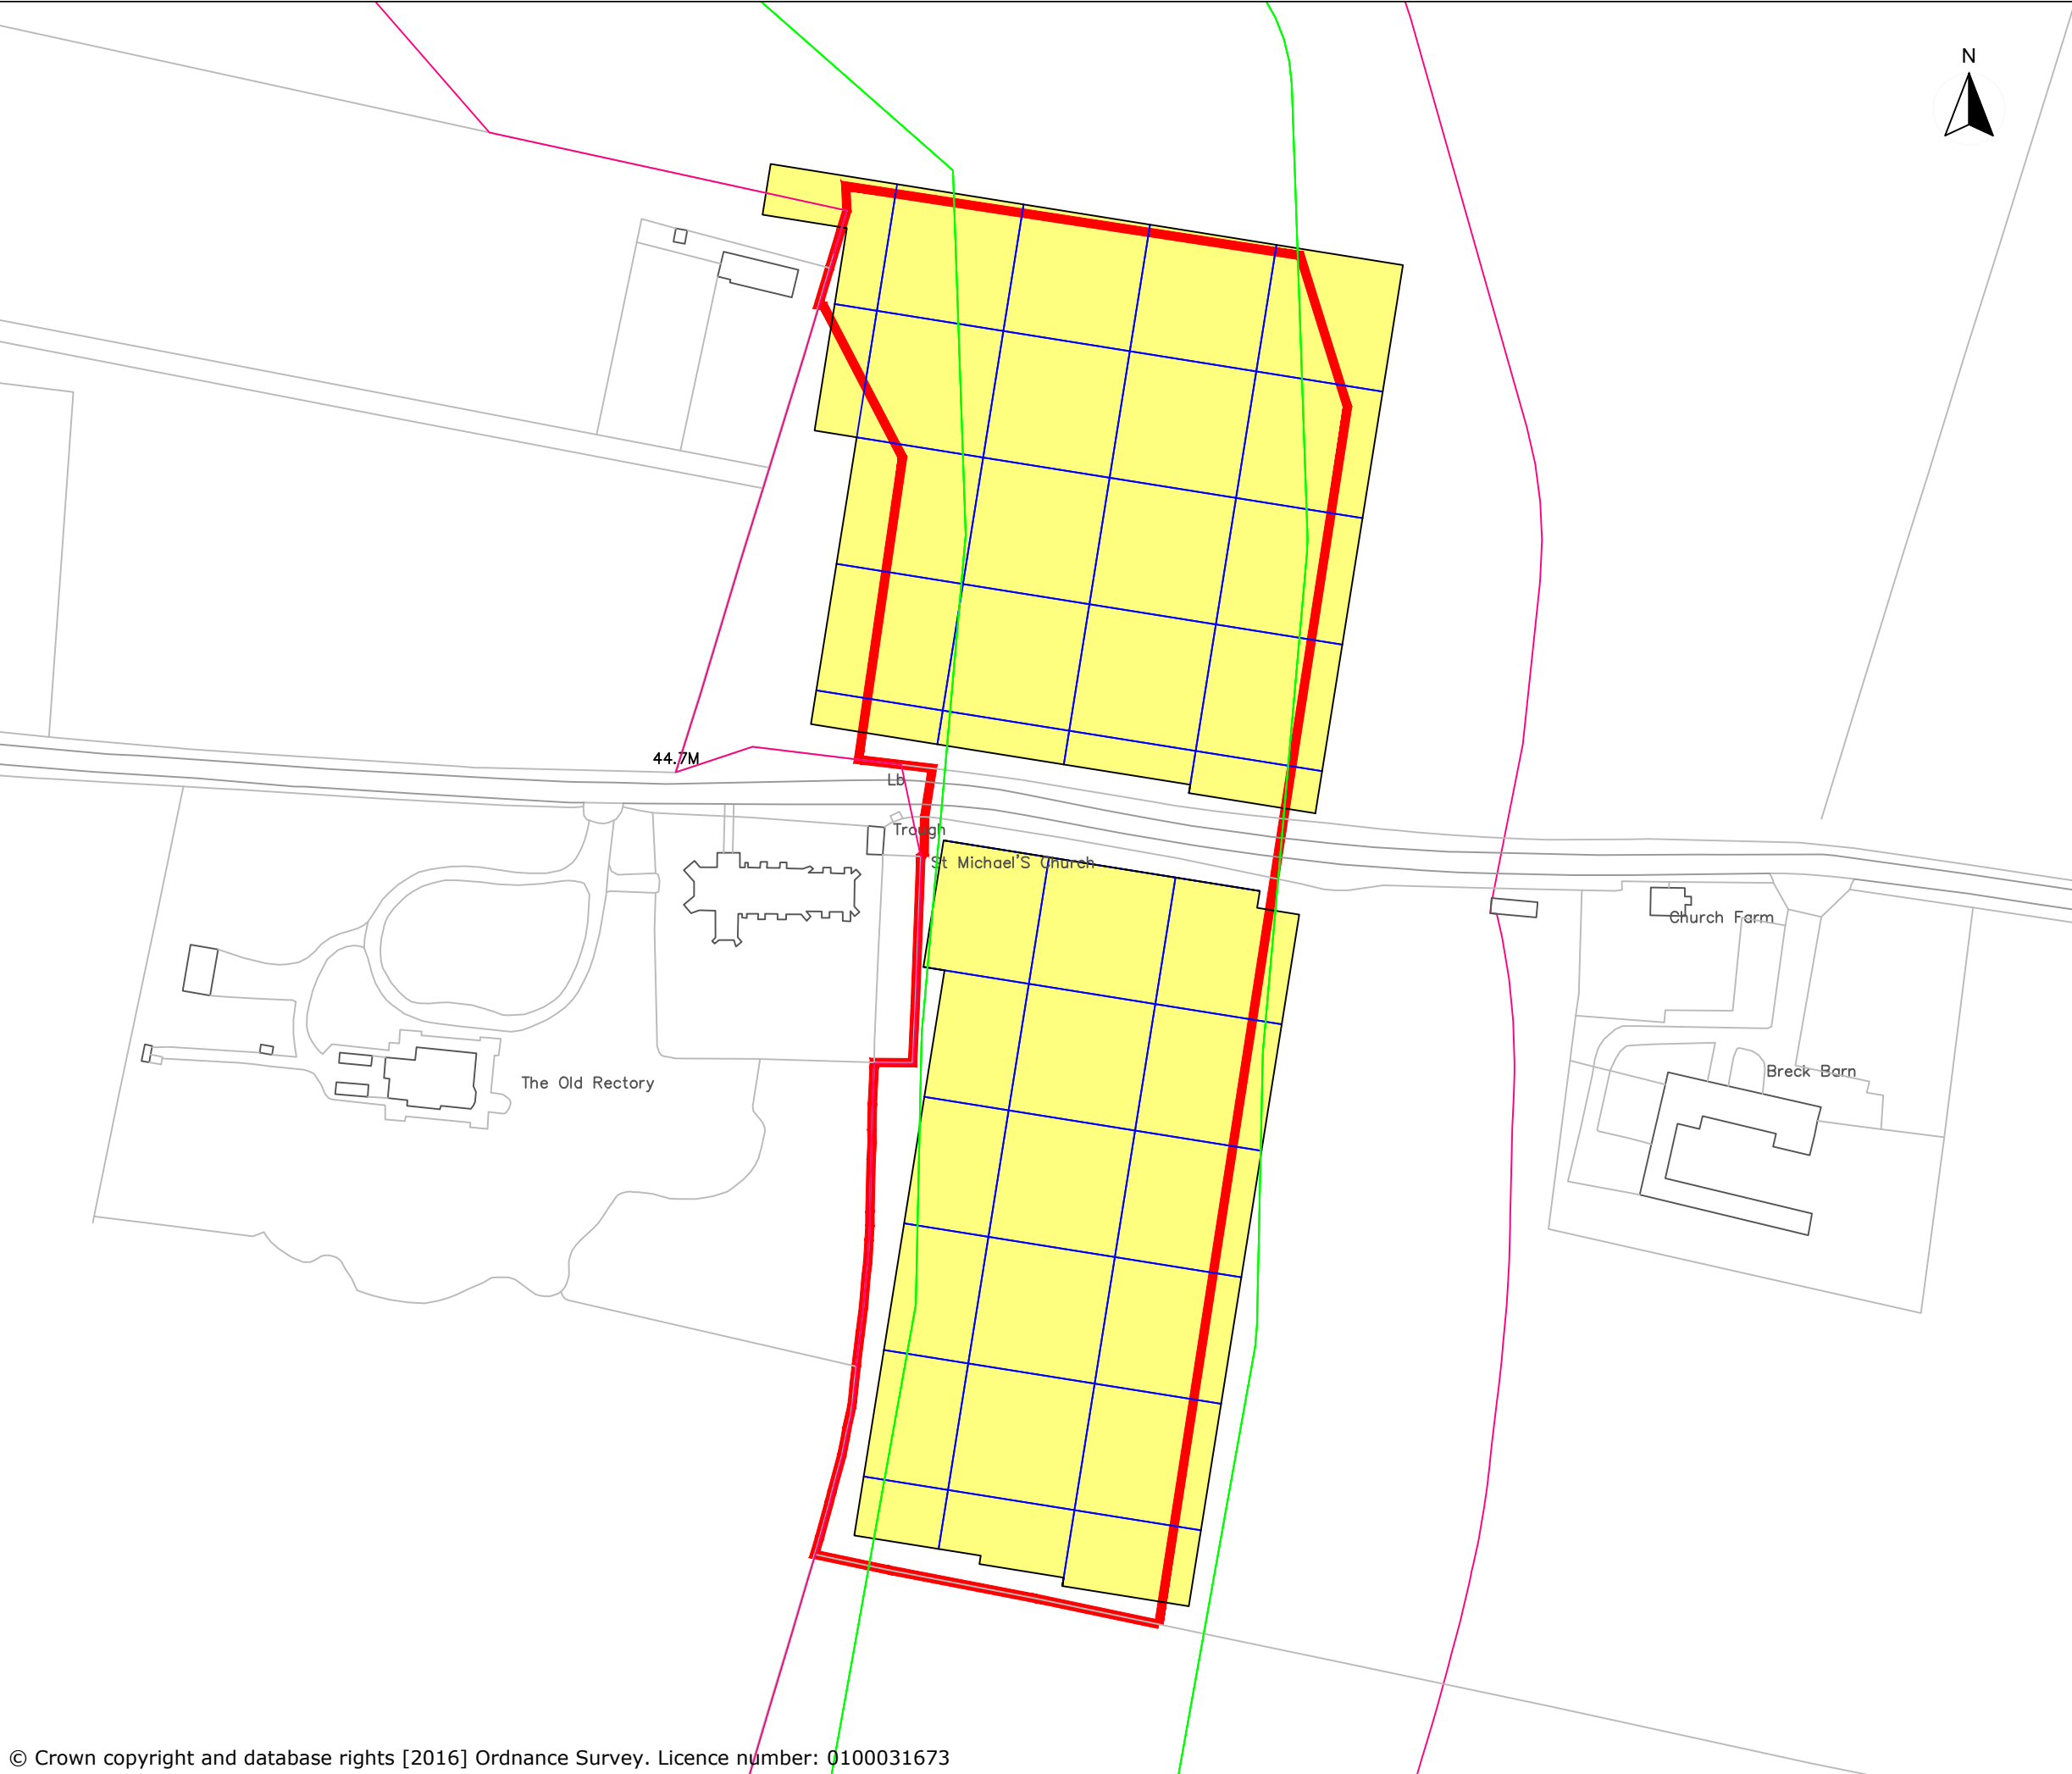 N
44.7M
Lb
Trough
St Michael'S Church
Church Farm
Breck Barn
The Old Rectory
© Crown copyright and database rights [2016] Ordnance Survey. Licence number: 0100031673